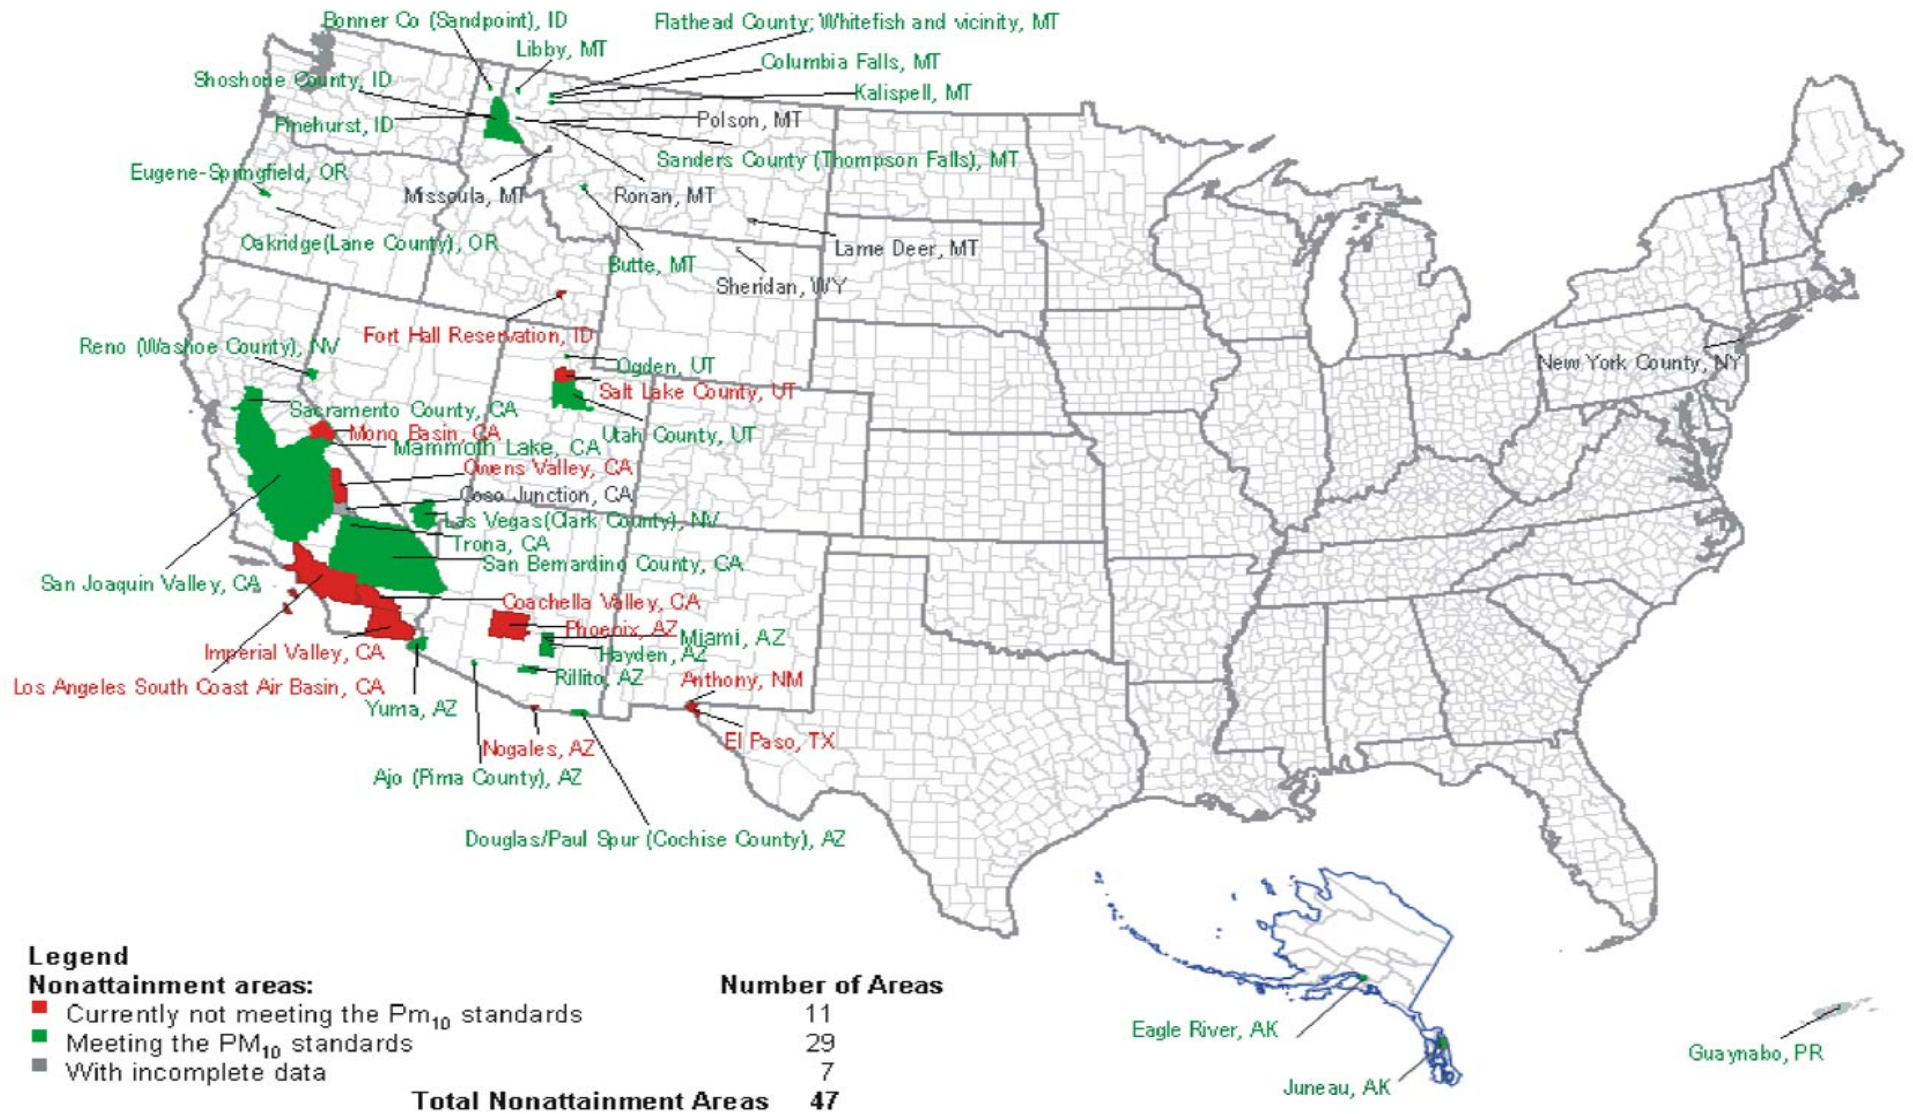 Bonner Co (Sandpoint), ID
Flathead County; Whitefish and vicinity, MT
Libby, MT
Columbia Falls, MT
Shoshone County, ID
Kalispell, MT
Pinehurst, ID
Polson, MT
Sanders County (Thompson Falls), MT
Eugene-Springfield, OR
Missoula, MT
Ronan, MT
Oakridge(Lane County), OR
Lame Deer, MT
Butte, MT
Sheridan, WY
Fort Hall Reservation, ID
Reno (Washoe County), NV
New York County, NY
Ogden, UT
Salt Lake County, UT
Sacramento County, CA
Mono Basin, CA
Utah County, UT
Mammoth Lake, CA
Owens Valley, CA
Coso Junction, CA
Las Vegas(Clark County), NV
Trona, CA
San Bernardino County, CA
San Joaquin Valley, CA
Coachella Valley, CA
Phoenix, AZ
Miami, AZ
Imperial Valley, CA
Hayden, AZ
Rillito, AZ
Anthony, NM
Los Angeles South Coast Air Basin, CA
Yuma, AZ
Nogales, AZ
El Paso, TX
Ajo (Pima County), AZ
Douglas/Paul Spur (Cochise County), AZ
Legend
Nonattainment areas: Number of Areas
Currently not meeting the Pm10 standards 11
Meeting the PM10 standards 29
With incomplete data 7
Total Nonattainment Areas 47
Eagle River, AK
Guaynabo, PR
Juneau, AK